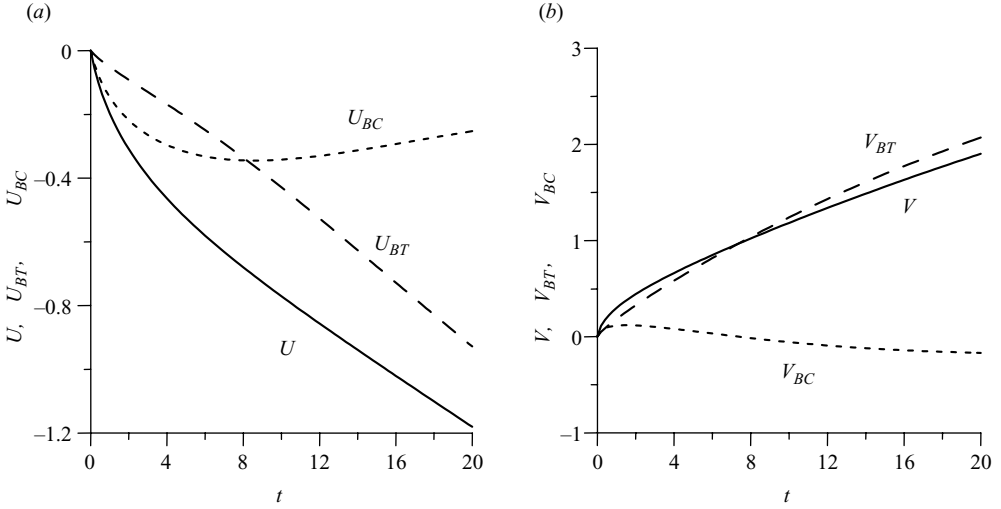 (a)
0
–0.4
–0.8
–1.2
0
4
8
12
16
20
t
U, U_BT, U_BC
U_BC
U_BT
U
(b)
3
2
1
0
–1
0
4
8
12
16
20
t
V, V_BT, V_BC
V_BT
V
V_BC